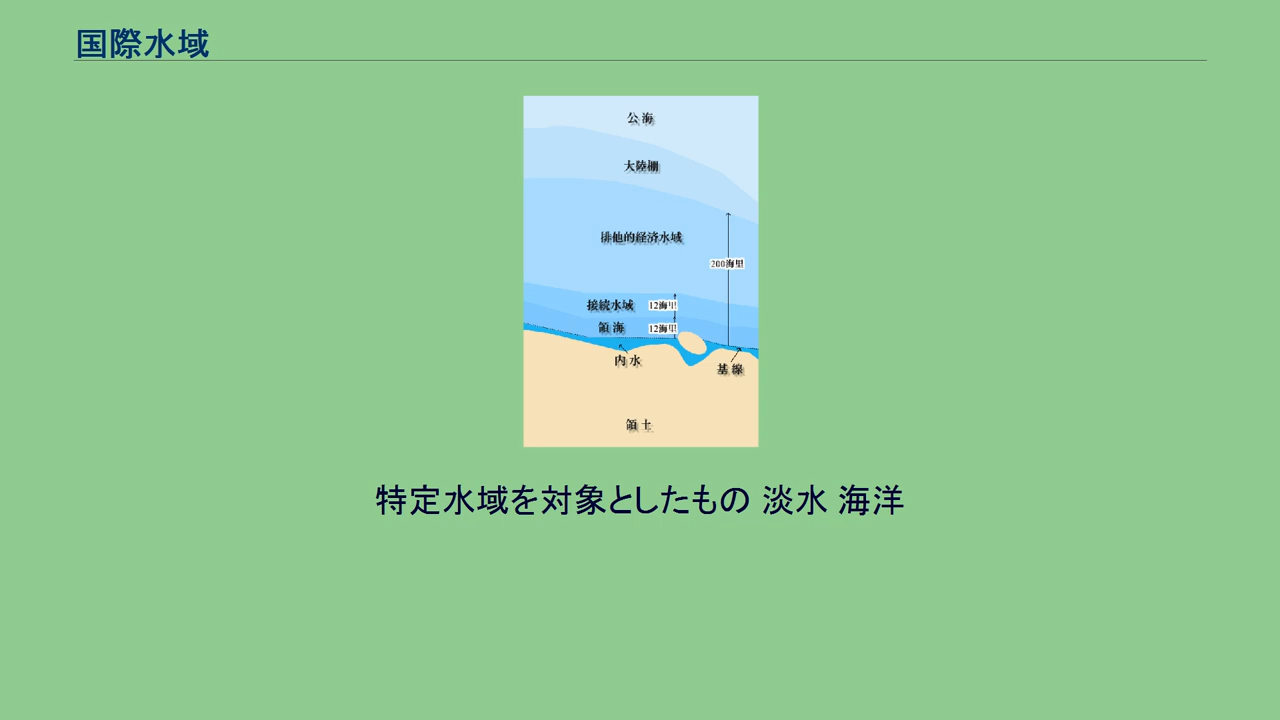 国際水域
公海
大陸棚
排他的経済水域
200海里
接続水域 12海里
領海 12海里
内水
基線
領土
特定水域を対象としたもの 淡水 海洋